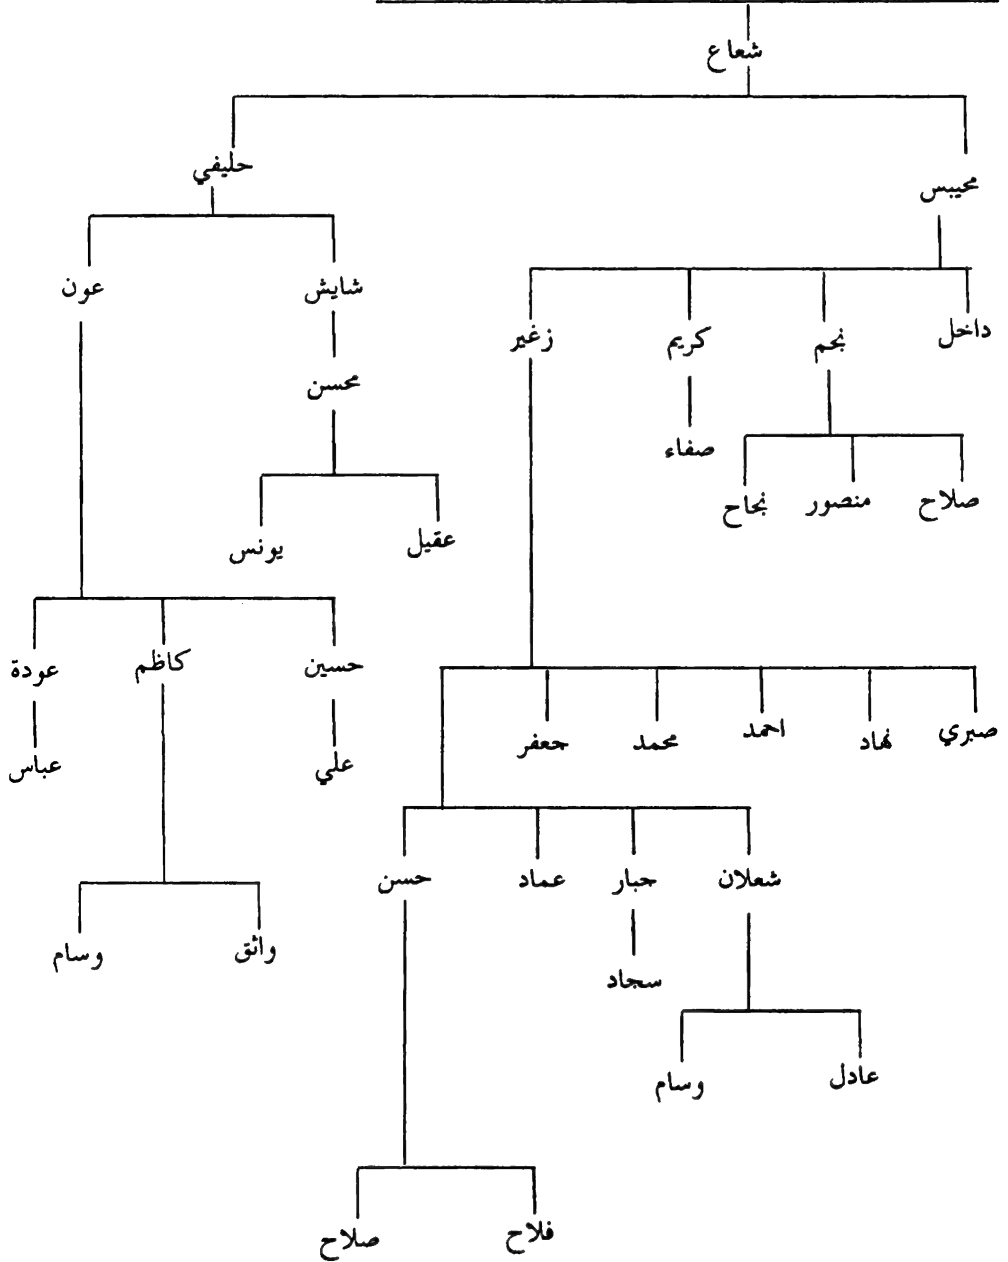 شعاع
حليفي
محيبس
عون
شايش
زغير
كريم
نجم
داخل
محسن
صفاء
نجاح
منصور
صلاح
يونس
عقيل
عودة
كاظم
حسين
عباس
علي
جعفر
محمد
احمد
نهاد
صبري
حسن
عماد
جبار
شعلان
وسام
واثق
سجاد
وسام
عادل
صلاح
فلاح